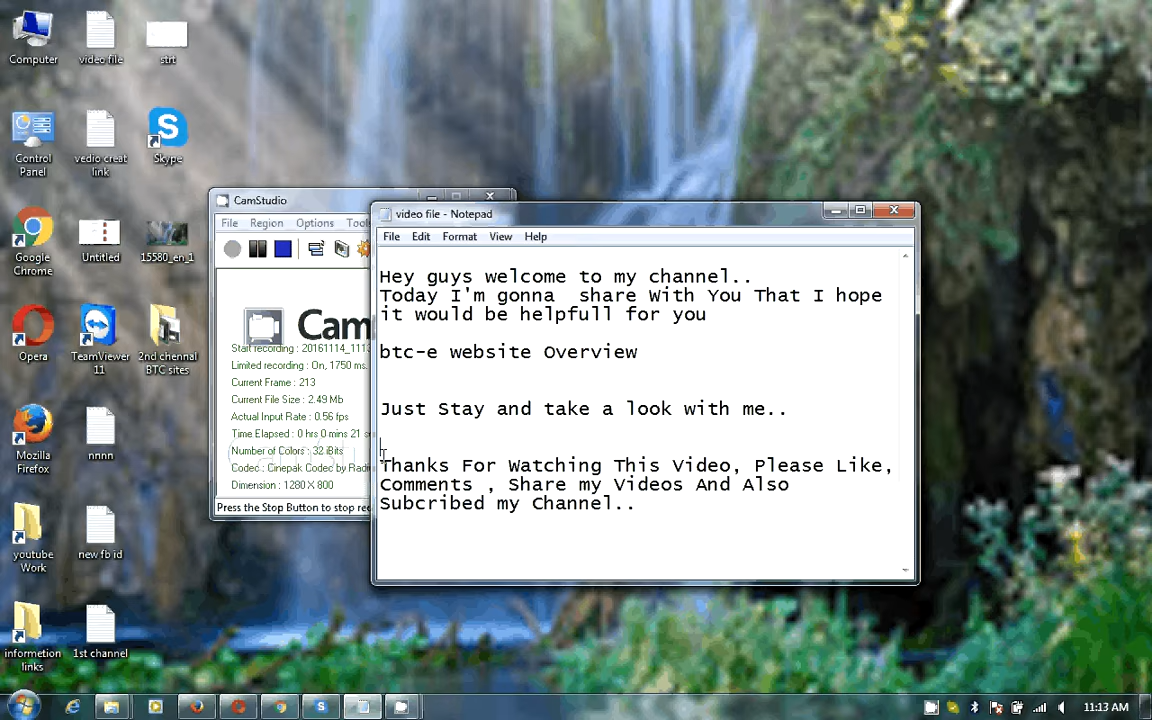 Computer
video file
strt
Control
Panel
vedio creat
link
Skype
Google
Chrome
Untitled
15580_en_1
Opera
TeamViewer
11
2nd chennal
BTC sites
Mozilla
Firefox
nnnn
youtube
Work
new fb id
informetion
links
1st channel
CamStudio
File Region Options
Cam
Start recording : 20161114_1113
Limited recording : On, 1750 ms.
Current Frame : 213
Current File Size : 2.49 Mb
Actual Input Rate : 0.56 fps
Time Elapsed : 0 hrs 0 mins 21
Number of Colors : 32 iBits
Codec : Cinepak Codec by
Dimension : 1280 X 800
Press the Stop Button to stop
video file - Notepad
File Edit Format View Help
Hey guys welcome to my channel..
Today I'm gonna share With You That I hope
it would be helpfull for you
btc-e website Overview
Just Stay and take a look with me..
Thanks For Watching This Video, Please Like,
Comments , Share my Videos And Also
Subcribed my Channel..
11:13 AM